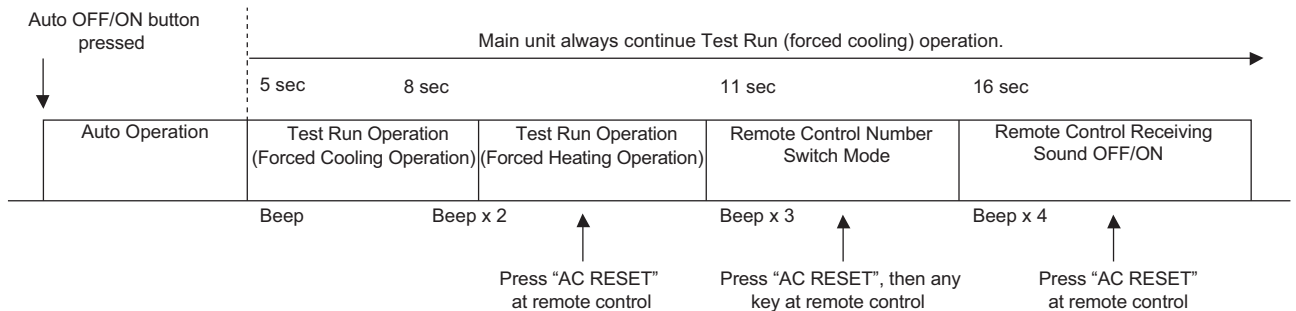 Auto OFF/ON button
pressed
Main unit always continue Test Run (forced cooling) operation.
5 sec
8 sec
11 sec
16 sec
Auto Operation
Test Run Operation
(Forced Cooling Operation)
Test Run Operation
(Forced Heating Operation)
Remote Control Number
Switch Mode
Remote Control Receiving
Sound OFF/ON
Beep
Beep x 2
Beep x 3
Beep x 4
Press “AC RESET”
at remote control
Press “AC RESET”, then any
key at remote control
Press “AC RESET”
at remote control